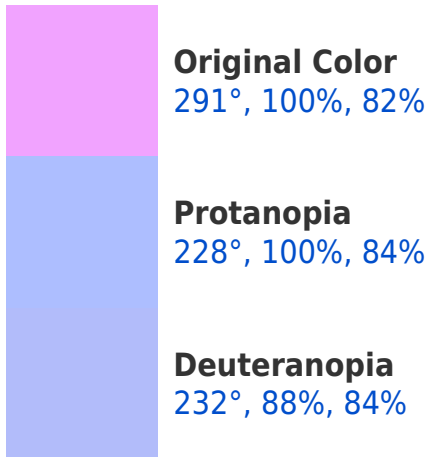 Original Color
291°, 100%, 82%
Protanopia
228°, 100%, 84%
Deuteranopia
232°, 88%, 84%